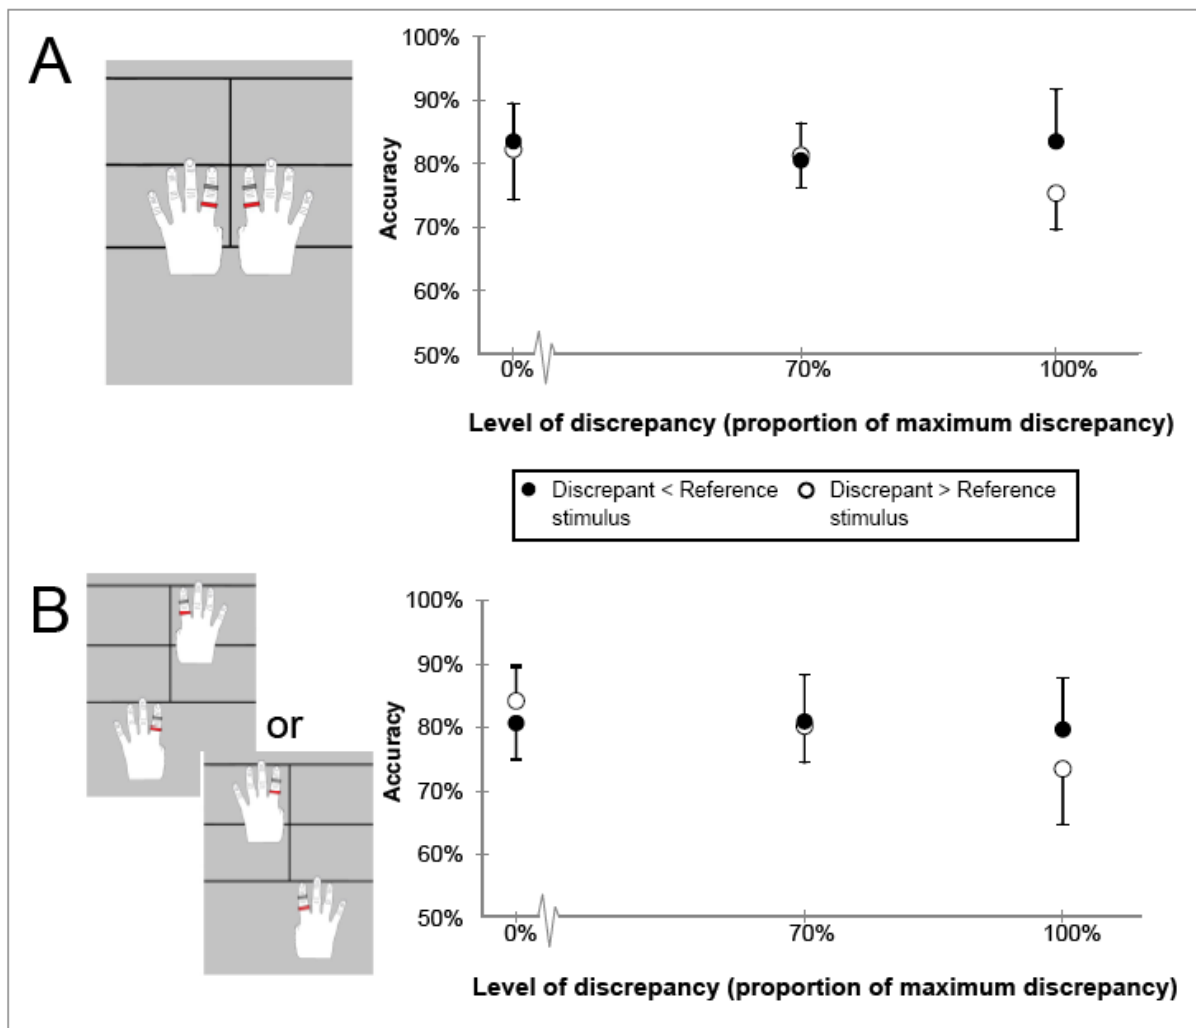 A
100%
90%
80%
70%
60%
50%
Accuracy
0%
70%
100%
Level of discrepancy (proportion of maximum discrepancy)
Discrepant < Reference
stimulus
Discrepant > Reference
stimulus
B
or
100%
90%
80%
70%
60%
50%
Accuracy
0%
70%
100%
Level of discrepancy (proportion of maximum discrepancy)